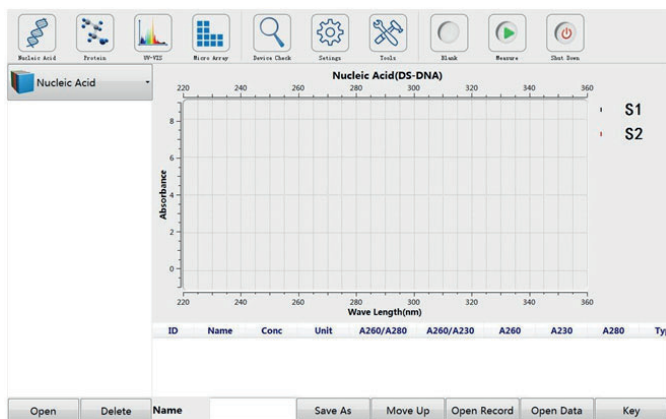 Nucleic Acid Protein UV-VIS Micro Array Device Check Setings Tools Blank Measure Shut Down
Nucleic Acid
Nucleic Acid(DS-DNA)
220 240 260 280 300 320 340 360
S1
S2
8
6
4
2
0
Absorbance
220 240 260 280 300 320 340 360
Wave Length(nm)
ID Name Conc Unit A260/A280 A260/A230 A260 A230 A280 Typ
Open Delete Name Save As Move Up Open Record Open Data Key